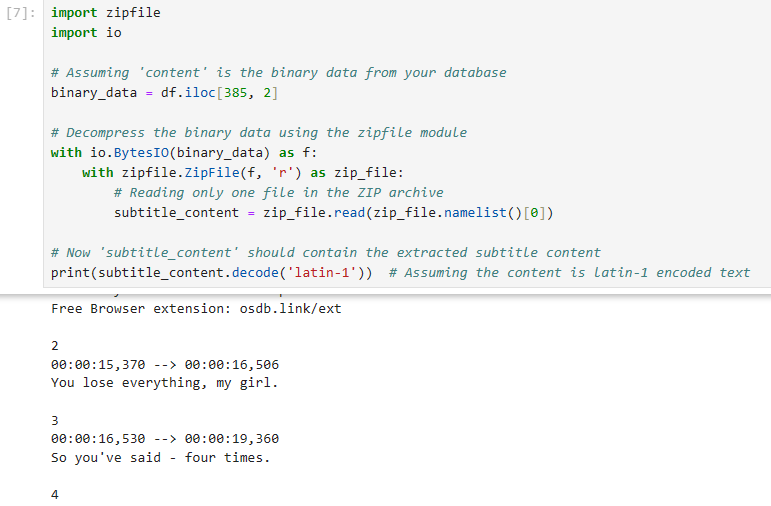 [7]: import zipfile
import io
# Assuming 'content' is the binary data from your database
binary_data = df.iloc[385, 2]
# Decompress the binary data using the zipfile module
with io.BytesIO(binary_data) as f:
    with zipfile.ZipFile(f, 'r') as zip_file:
        # Reading only one file in the ZIP archive
        subtitle_content = zip_file.read(zip_file.namelist()[0])
# Now 'subtitle_content' should contain the extracted subtitle content
print(subtitle_content.decode('latin-1'))  # Assuming the content is latin-1 encoded text
Free Browser extension: osdb.link/ext
2
00:00:15,370 --> 00:00:16,506
You lose everything, my girl.
3
00:00:16,530 --> 00:00:19,360
So you've said - four times.
4